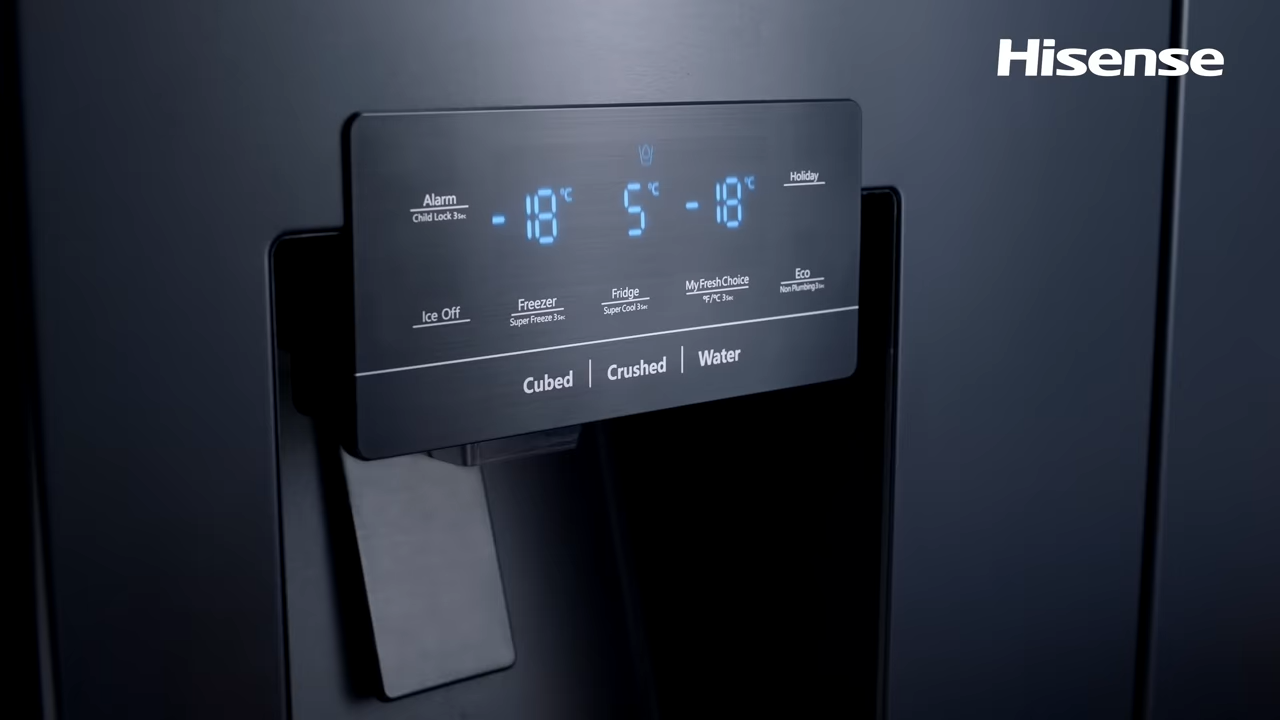 Hisense
Alarm
Child Lock 3Sec
-18°C
5°C
-18°C
Holiday
Ice Off
Freezer
Super Freeze 3Sec
Fridge
Super Cool 3Sec
My Fresh Choice
°F/°C 3Sec
Eco
Non Plumbing 3Sec
Cubed | Crushed | Water